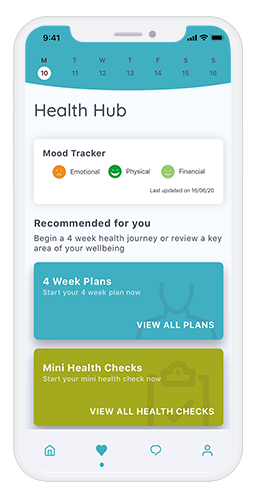 9:41
M T W T F S S
10 11 12 13 14 15 16
Health Hub
Mood Tracker
Emotional Physical Financial
Last updated on 16/06/20
Recommended for you
Begin a 4 week health journey or review a key
area of your wellbeing
4 Week Plans
Start your 4 week plan now
VIEW ALL PLANS
Mini Health Checks
Start your mini health check now
VIEW ALL HEALTH CHECKS